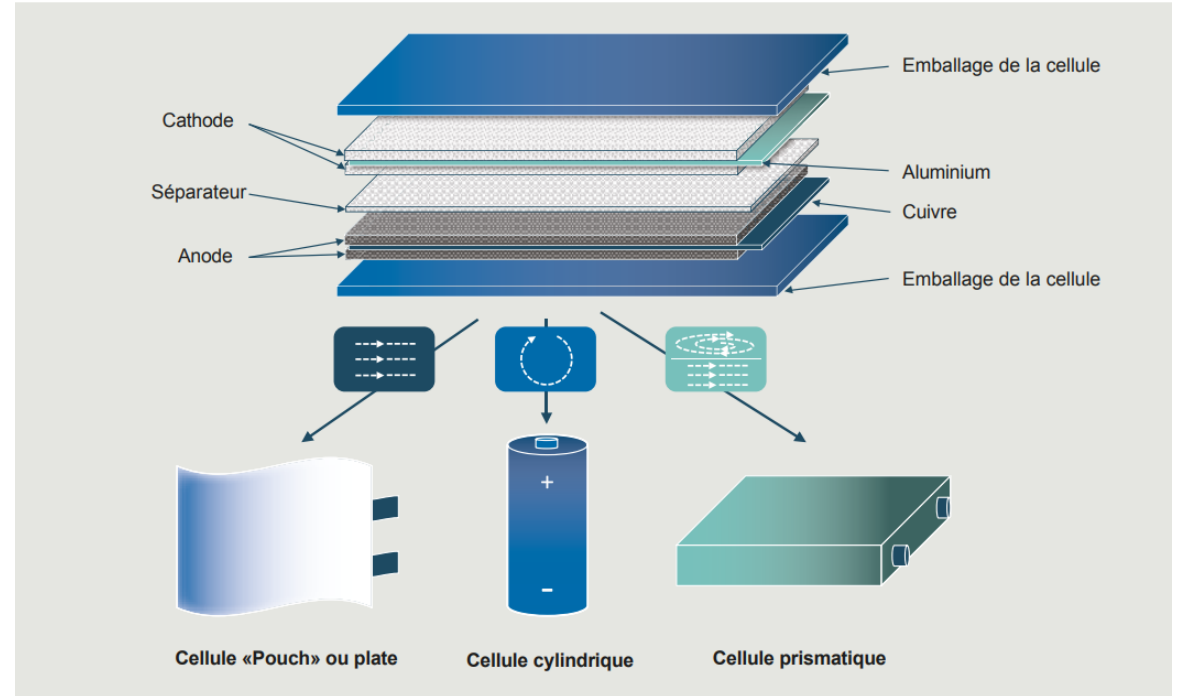 Emballage de la cellule
Cathode
Aluminium
Séparateur
Cuivre
Anode
Emballage de la cellule
+
-
Cellule «Pouch» ou plate
Cellule cylindrique
Cellule prismatique